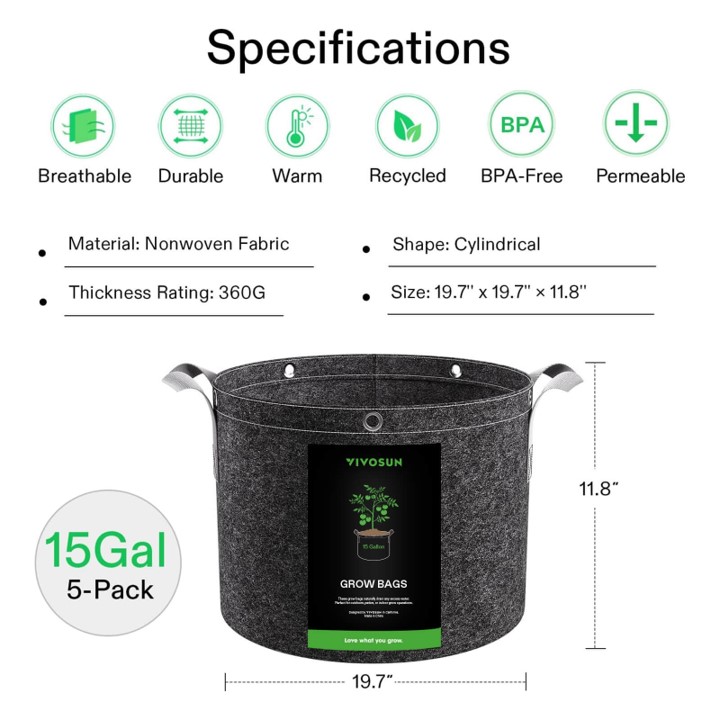 Specifications
Breathable Durable Warm Recycled BPA BPA-Free Permeable
• Material: Nonwoven Fabric
• Shape: Cylindrical
• Thickness Rating: 360G
• Size: 19.7" x 19.7" × 11.8"
VIVOSUN
15 Gallon
GROW BAGS
Love what you grow.
11.8″
15Gal
5-Pack
19.7″